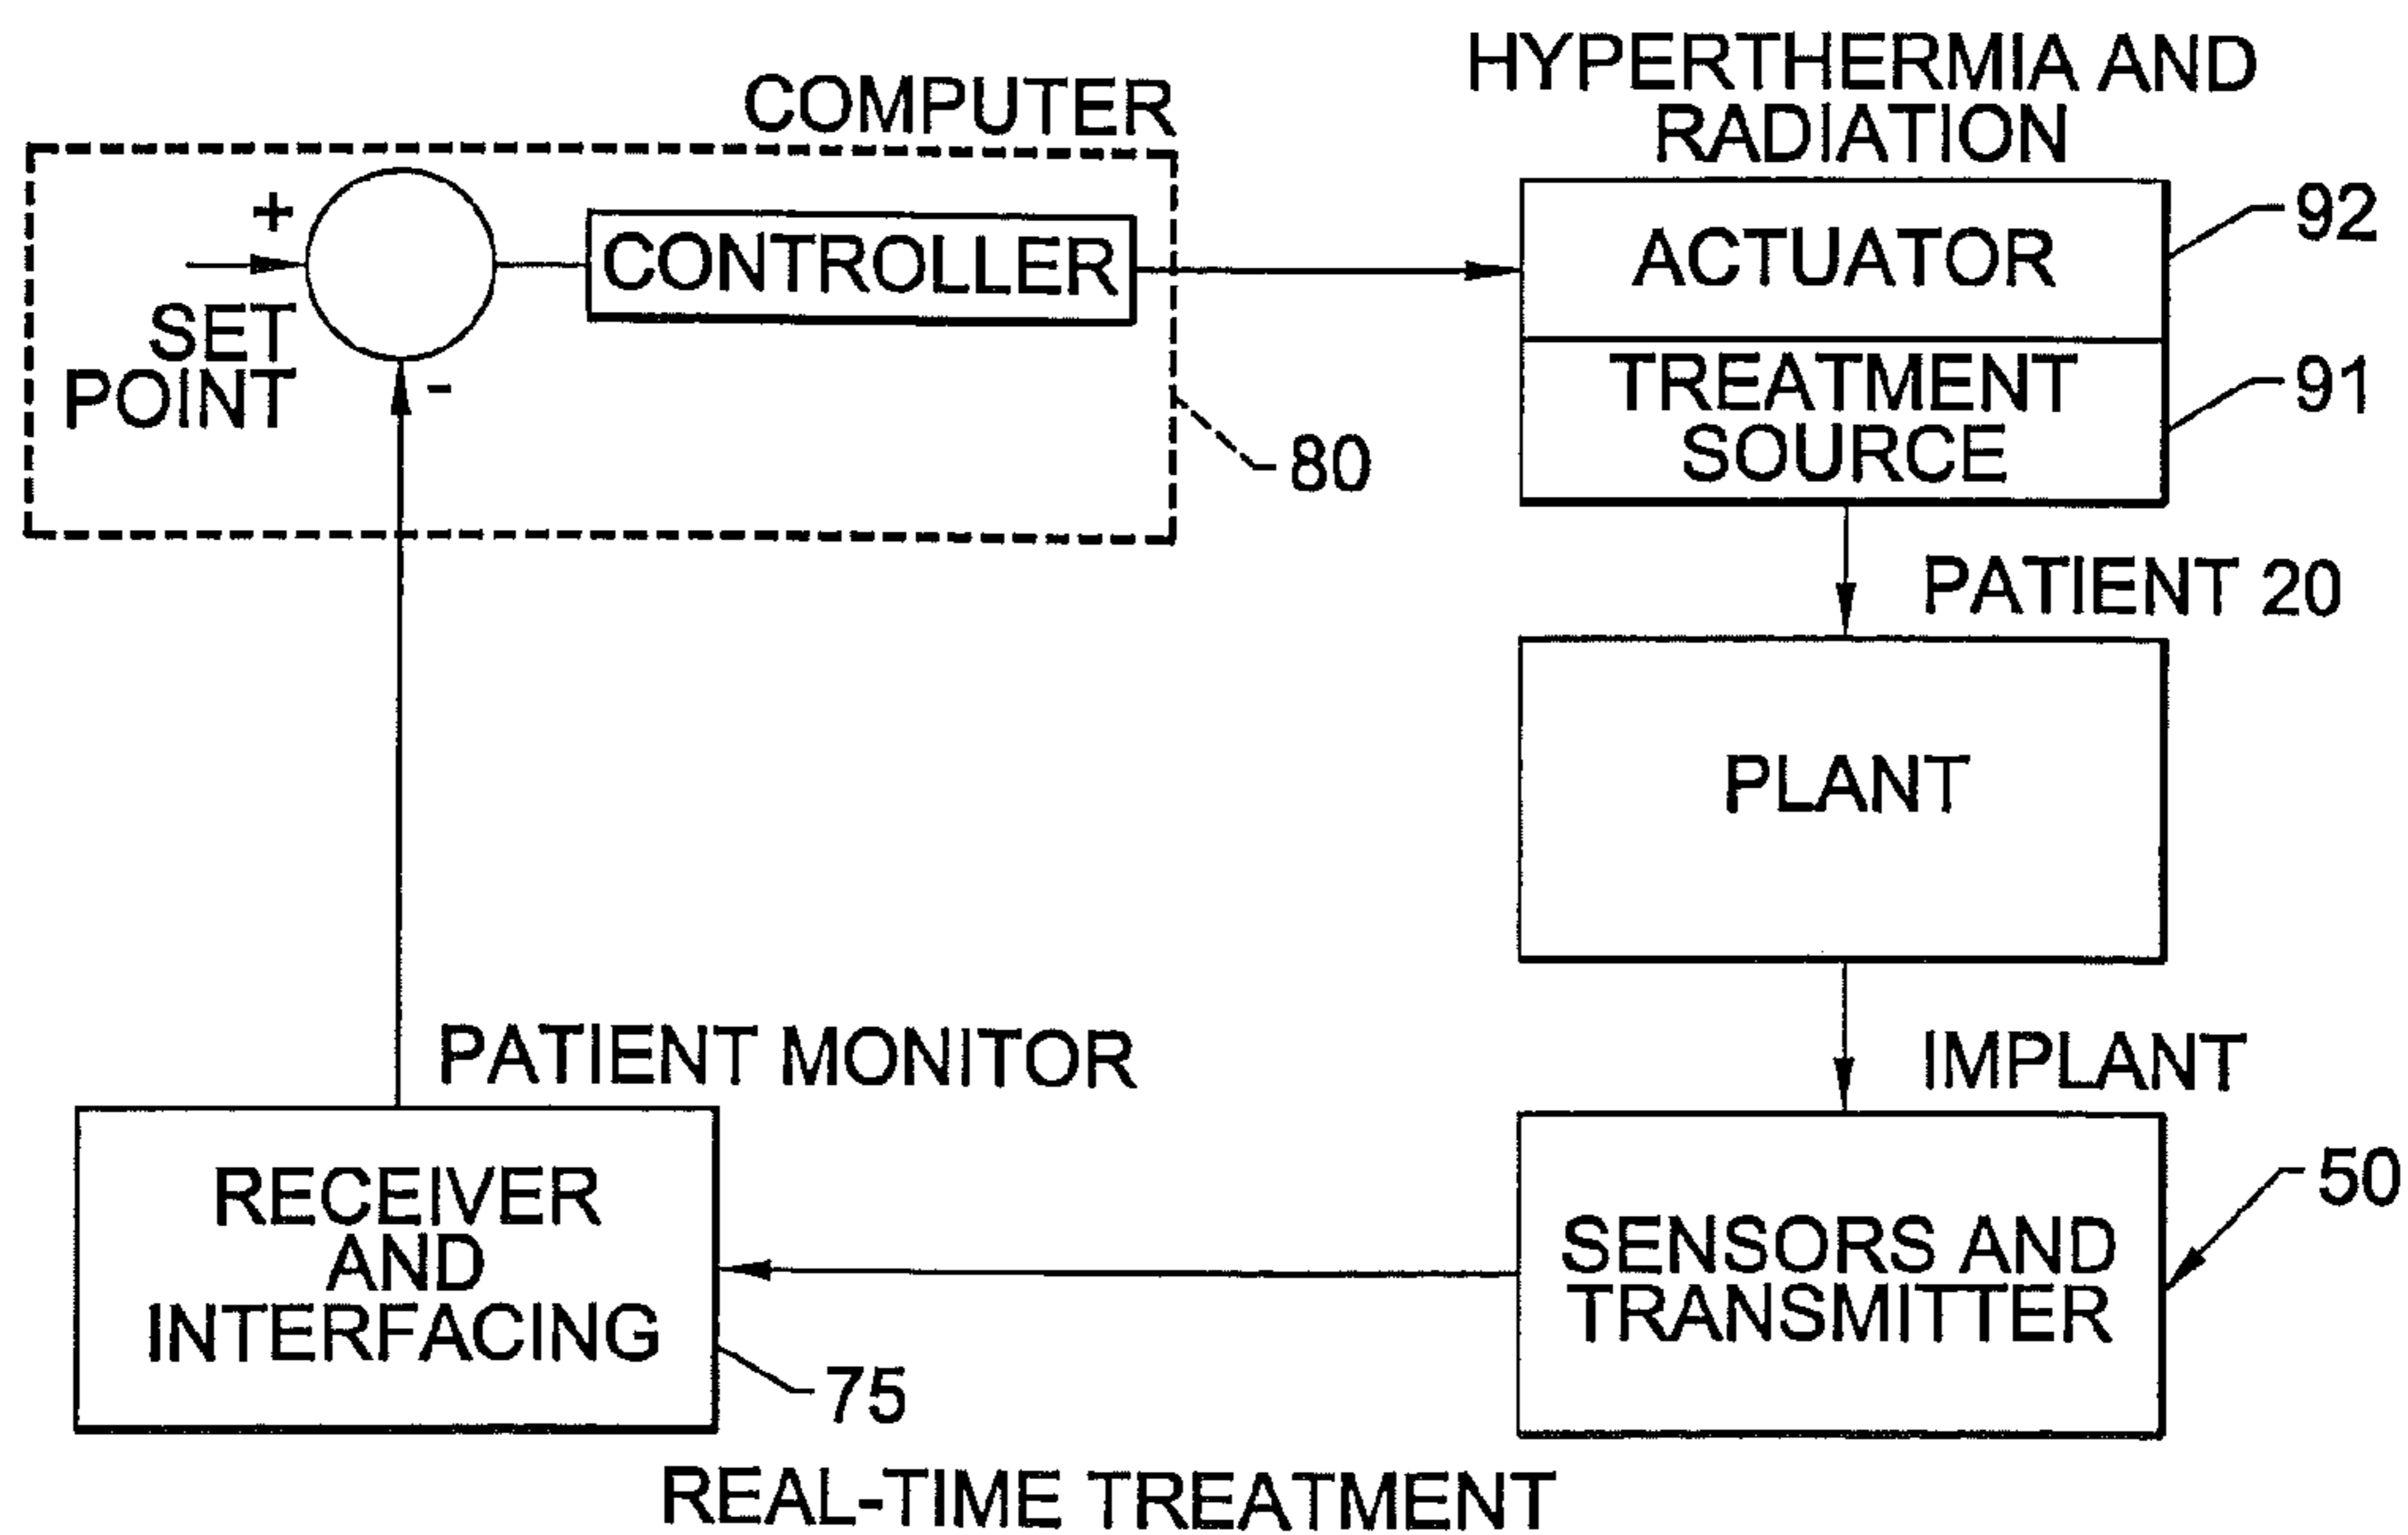 COMPUTER
+
SET
POINT
-
CONTROLLER
80
HYPERTHERMIA AND
RADIATION
ACTUATOR
92
TREATMENT
SOURCE
91
PATIENT 20
PLANT
IMPLANT
SENSORS AND
TRANSMITTER
50
PATIENT MONITOR
RECEIVER
AND
INTERFACING
75
REAL-TIME TREATMENT